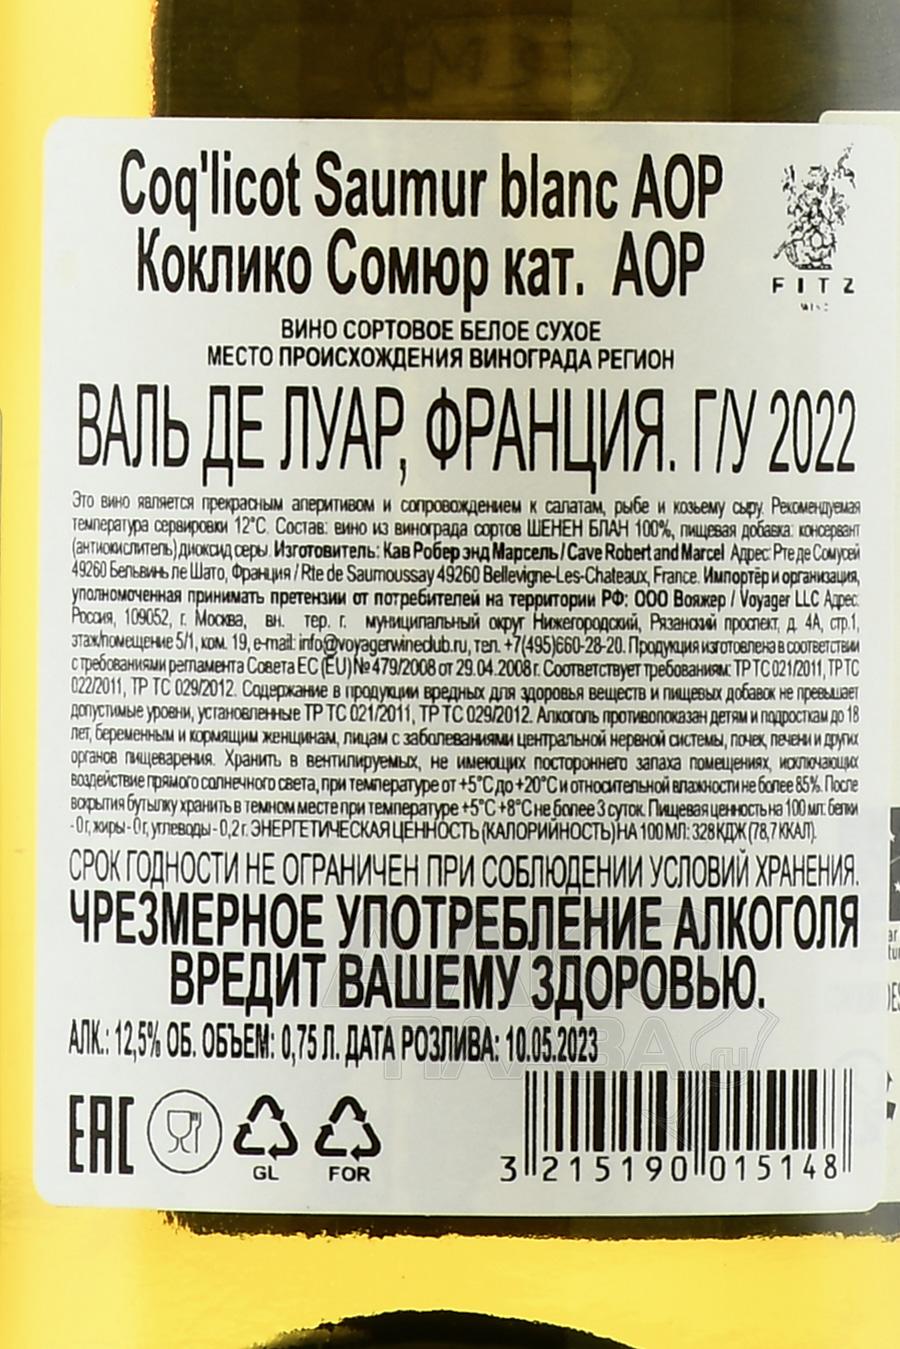 Coq'licot Saumur blanc AOP
Коклико Сомюр кат. АОР
FITZ
WINE
ВИНО СОРТОВОЕ БЕЛОЕ СУХОЕ
МЕСТО ПРОИСХОЖДЕНИЯ ВИНОГРАДА РЕГИОН
ВАЛЬ ДЕ ЛУАР, ФРАНЦИЯ. Г/У 2022
Это вино является прекрасным аперитивом и сопровождением к салатам, рыбе и козьему сыру. Рекомендуемая
температура сервировки 12°С. Состав: вино из винограда сортов ШЕНЕН БЛАН 100%, пищевая добавка: консервант
(антиокислитель) диоксид серы. Изготовитель: Кав Робер энд Марсель / Cave Robert and Marcel Адрес: Рте де Сомусей
49260 Бельвинь ле Шато, Франция / Rte de Saumoussay 49260 Bellevigne-Les-Chateaux, France. Импортёр и организация,
уполномоченная принимать претензии от потребителей на территории РФ: ООО Вояжер / Voyager LLC Адрес:
Россия, 109052, г. Москва, вн. тер. г. муниципальный округ Нижегородский, Рязанский проспект, д. 4А, стр.1,
этаж/помещение 5/1, ком. 19, e-mail: info@voyagerwineclub.ru, тел. +7(495)660-28-20. Продукция изготовлена в соответствии
с требованиями регламента Совета ЕС (EU) № 479/2008 от 29.04.2008 г. Соответствует требованиям: ТР ТС 021/2011, ТР ТС
022/2011, ТР ТС 029/2012. Содержание в продукции вредных для здоровья веществ и пищевых добавок не превышает
допустимые уровни, установленные ТР ТС 021/2011, ТР ТС 029/2012. Алкоголь противопоказан детям и подросткам до 18
лет, беременным и кормящим женщинам, лицам с заболеваниями центральной нервной системы, почек, печени и других
органов пищеварения. Хранить в вентилируемых, не имеющих постороннего запаха помещениях, исключающих
воздействие прямого солнечного света, при температуре от +5°С до +20°С и относительной влажности не более 85%. После
вскрытия бутылку хранить в темном месте при температуре +5°С +8°С не более 3 суток. Пищевая ценность на 100 мл: белки
- 0 г, жиры - 0 г, углеводы - 0,2 г. ЭНЕРГЕТИЧЕСКАЯ ЦЕННОСТЬ (КАЛОРИЙНОСТЬ) НА 100 МЛ: 328 КДЖ (78,7 ККАЛ).
СРОК ГОДНОСТИ НЕ ОГРАНИЧЕН ПРИ СОБЛЮДЕНИИ УСЛОВИЙ ХРАНЕНИЯ.
ЧРЕЗМЕРНОЕ УПОТРЕБЛЕНИЕ АЛКОГОЛЯ
ВРЕДИТ ВАШЕМУ ЗДОРОВЬЮ.
АЛК.: 12,5% ОБ. ОБЪЕМ: 0,75 Л. ДАТА РОЗЛИВА: 10.05.2023
ЕАС
GL
FOR
3 215190 015148